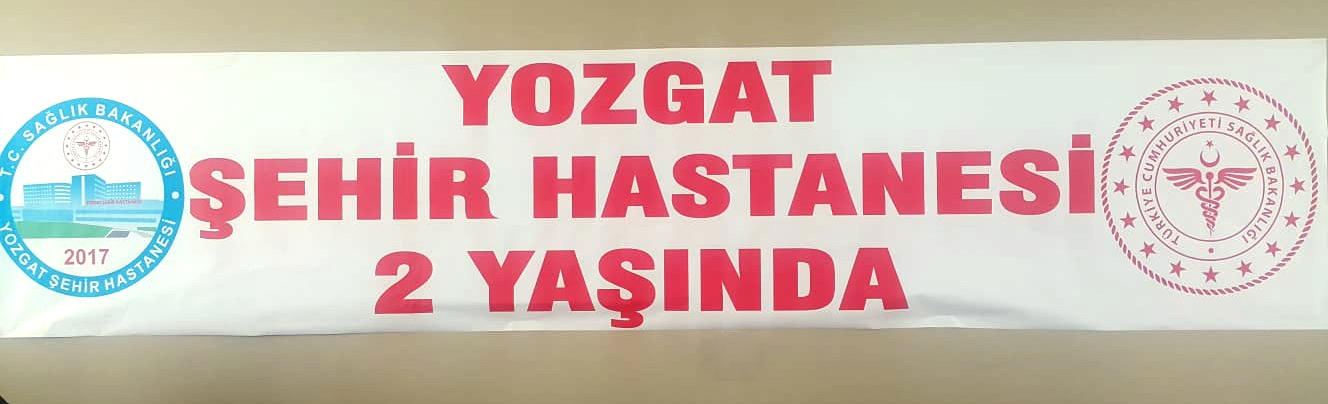 YOZGAT
ŞEHİR HASTANESİ
2 YAŞINDA
T.C. SAĞLIK BAKANLIĞI
2017
YOZGAT ŞEHİR HASTANESİ
TÜRKİYE CUMHURİYETİ SAĞLIK BAKANLIĞI